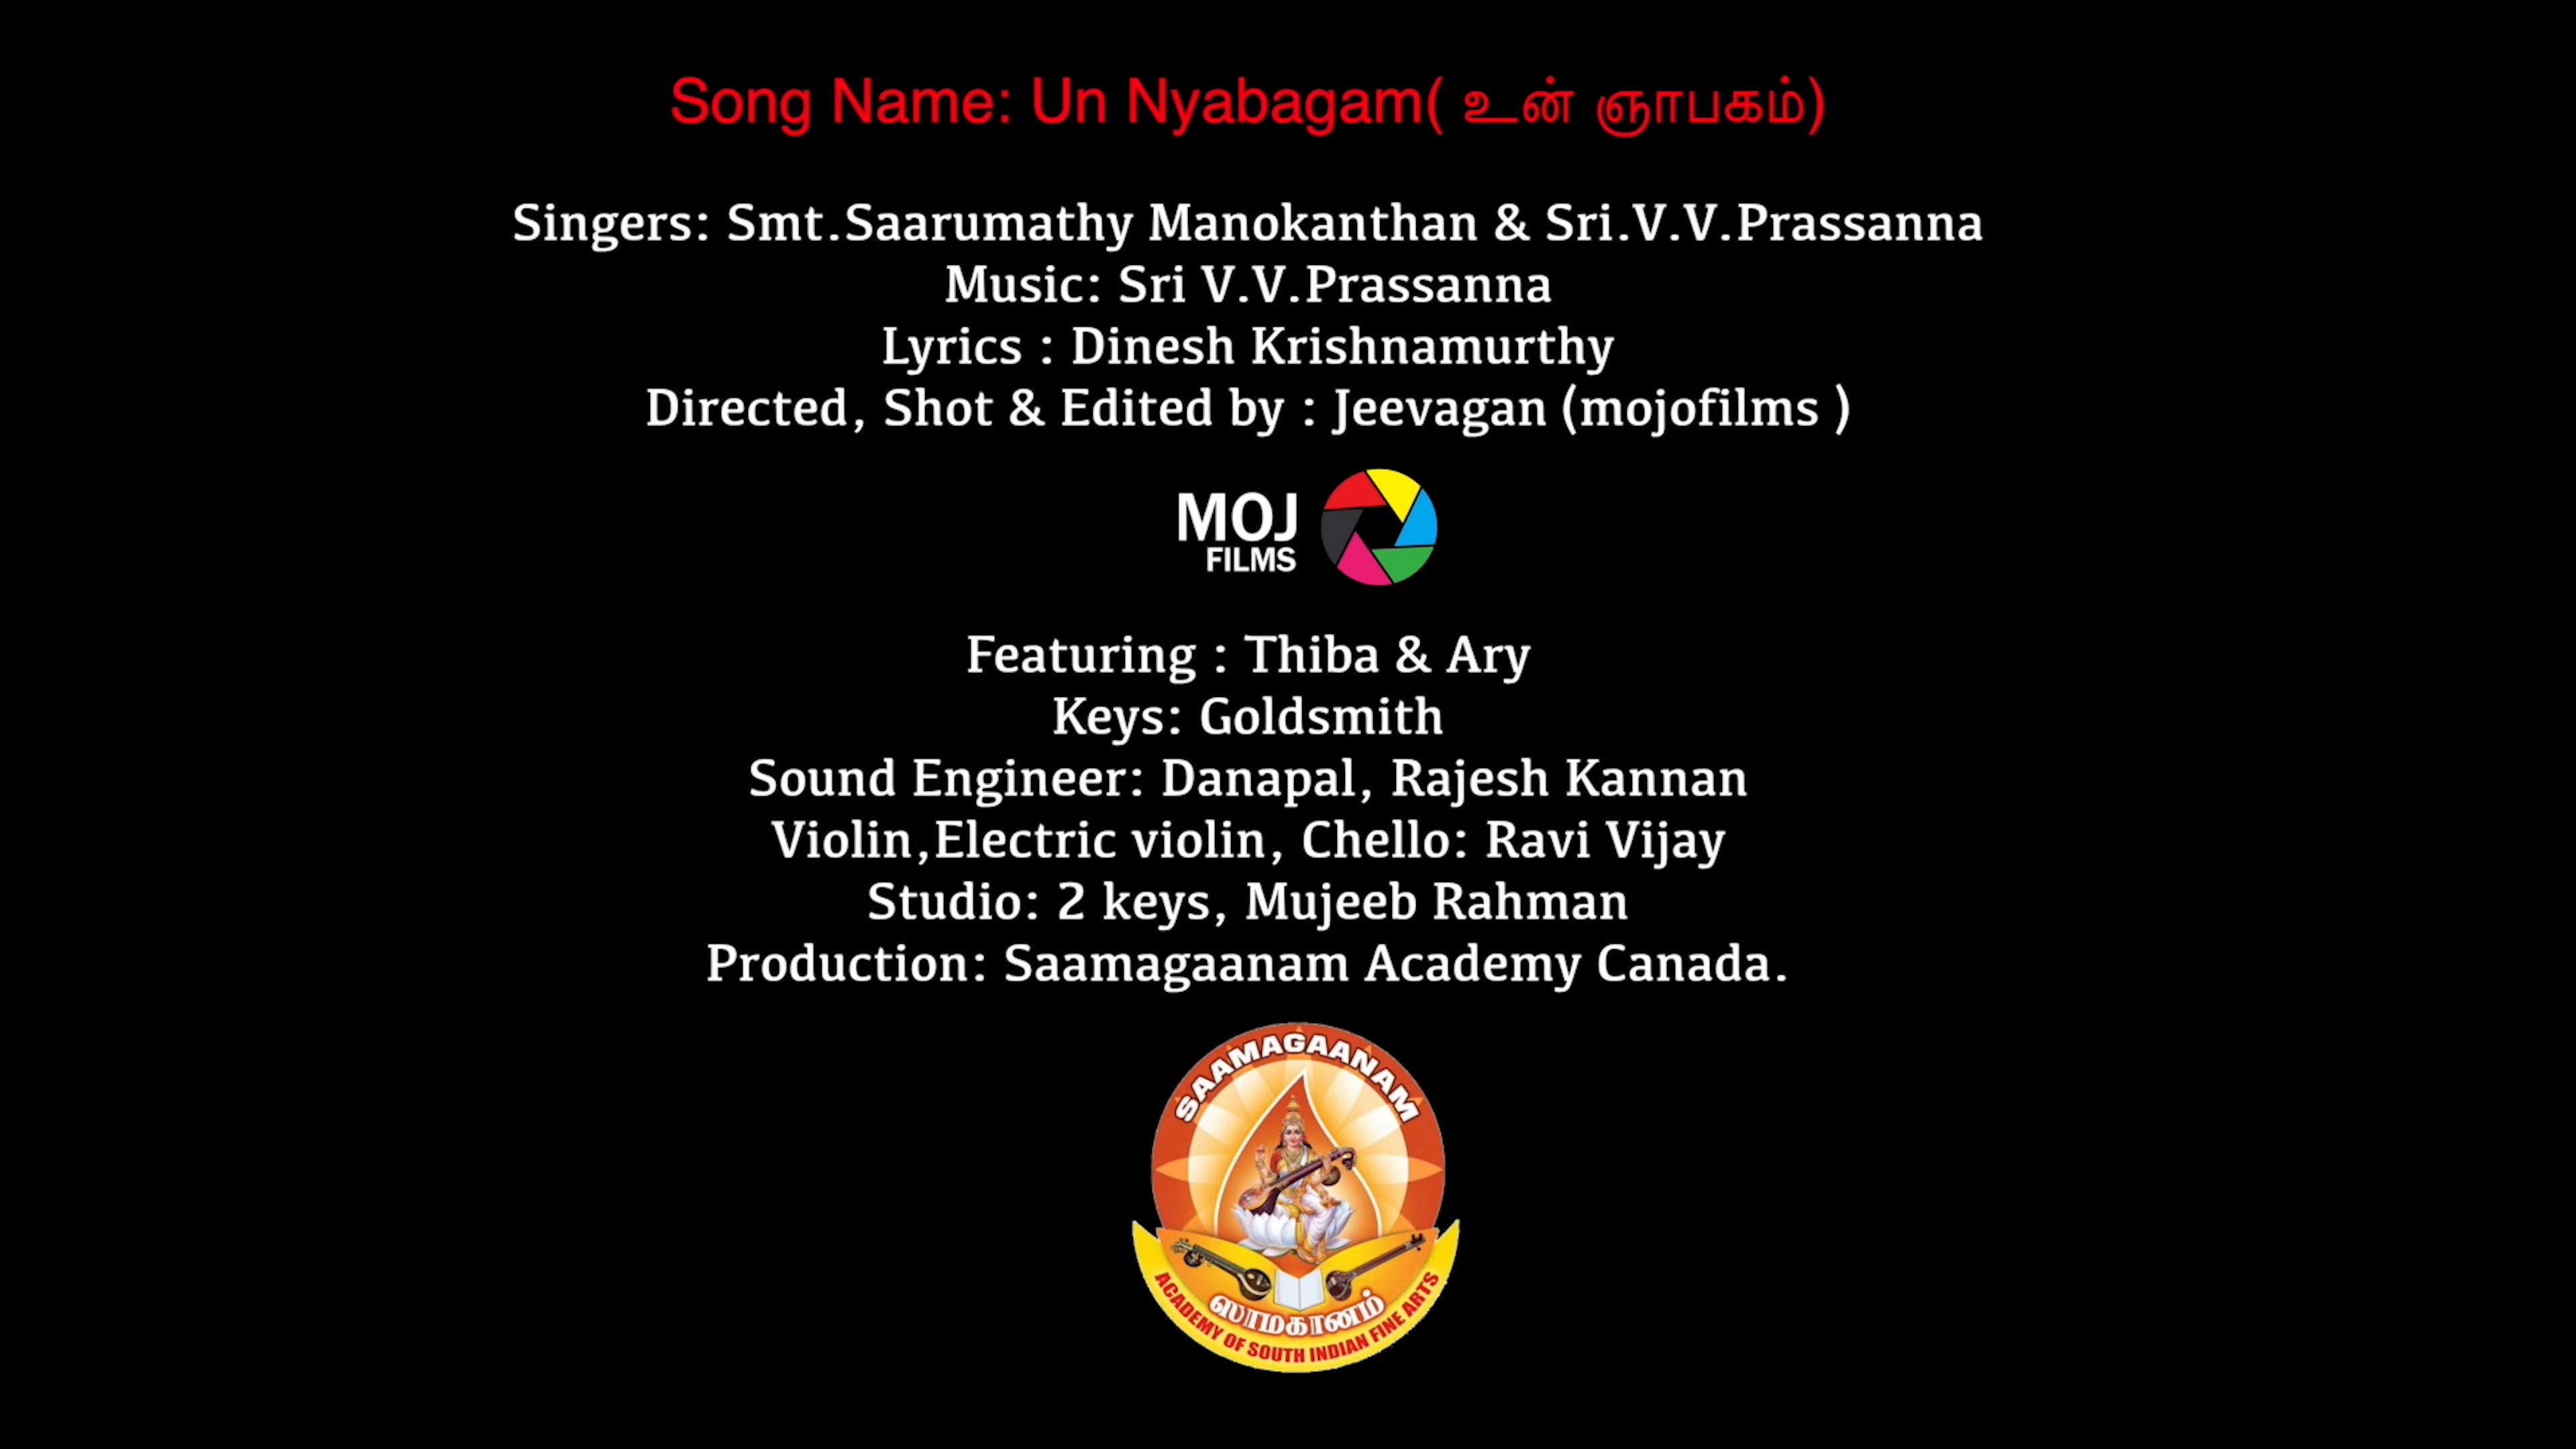 Song Name: Un Nyabagam( உன் ஞாபகம்)
Singers: Smt.Saarumathy Manokanthan & Sri.V.V.Prassanna
Music: Sri V.V.Prassanna
Lyrics : Dinesh Krishnamurthy
Directed, Shot & Edited by : Jeevagan (mojofilms )
MOJ
FILMS
Featuring : Thiba & Ary
Keys: Goldsmith
Sound Engineer: Danapal, Rajesh Kannan
Violin,Electric violin, Chello: Ravi Vijay
Studio: 2 keys, Mujeeb Rahman
Production: Saamagaanam Academy Canada.
SAAMAGAANAM
ஸாமகானம்
ACADEMY OF SOUTH INDIAN FINE ARTS